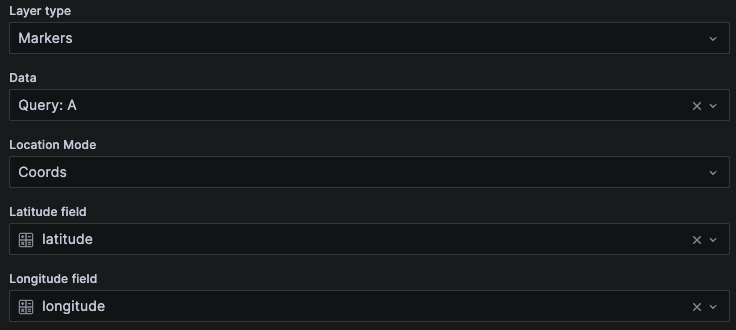 Layer type
Markers
Data
Query: A
Location Mode
Coords
Latitude field
latitude
Longitude field
longitude